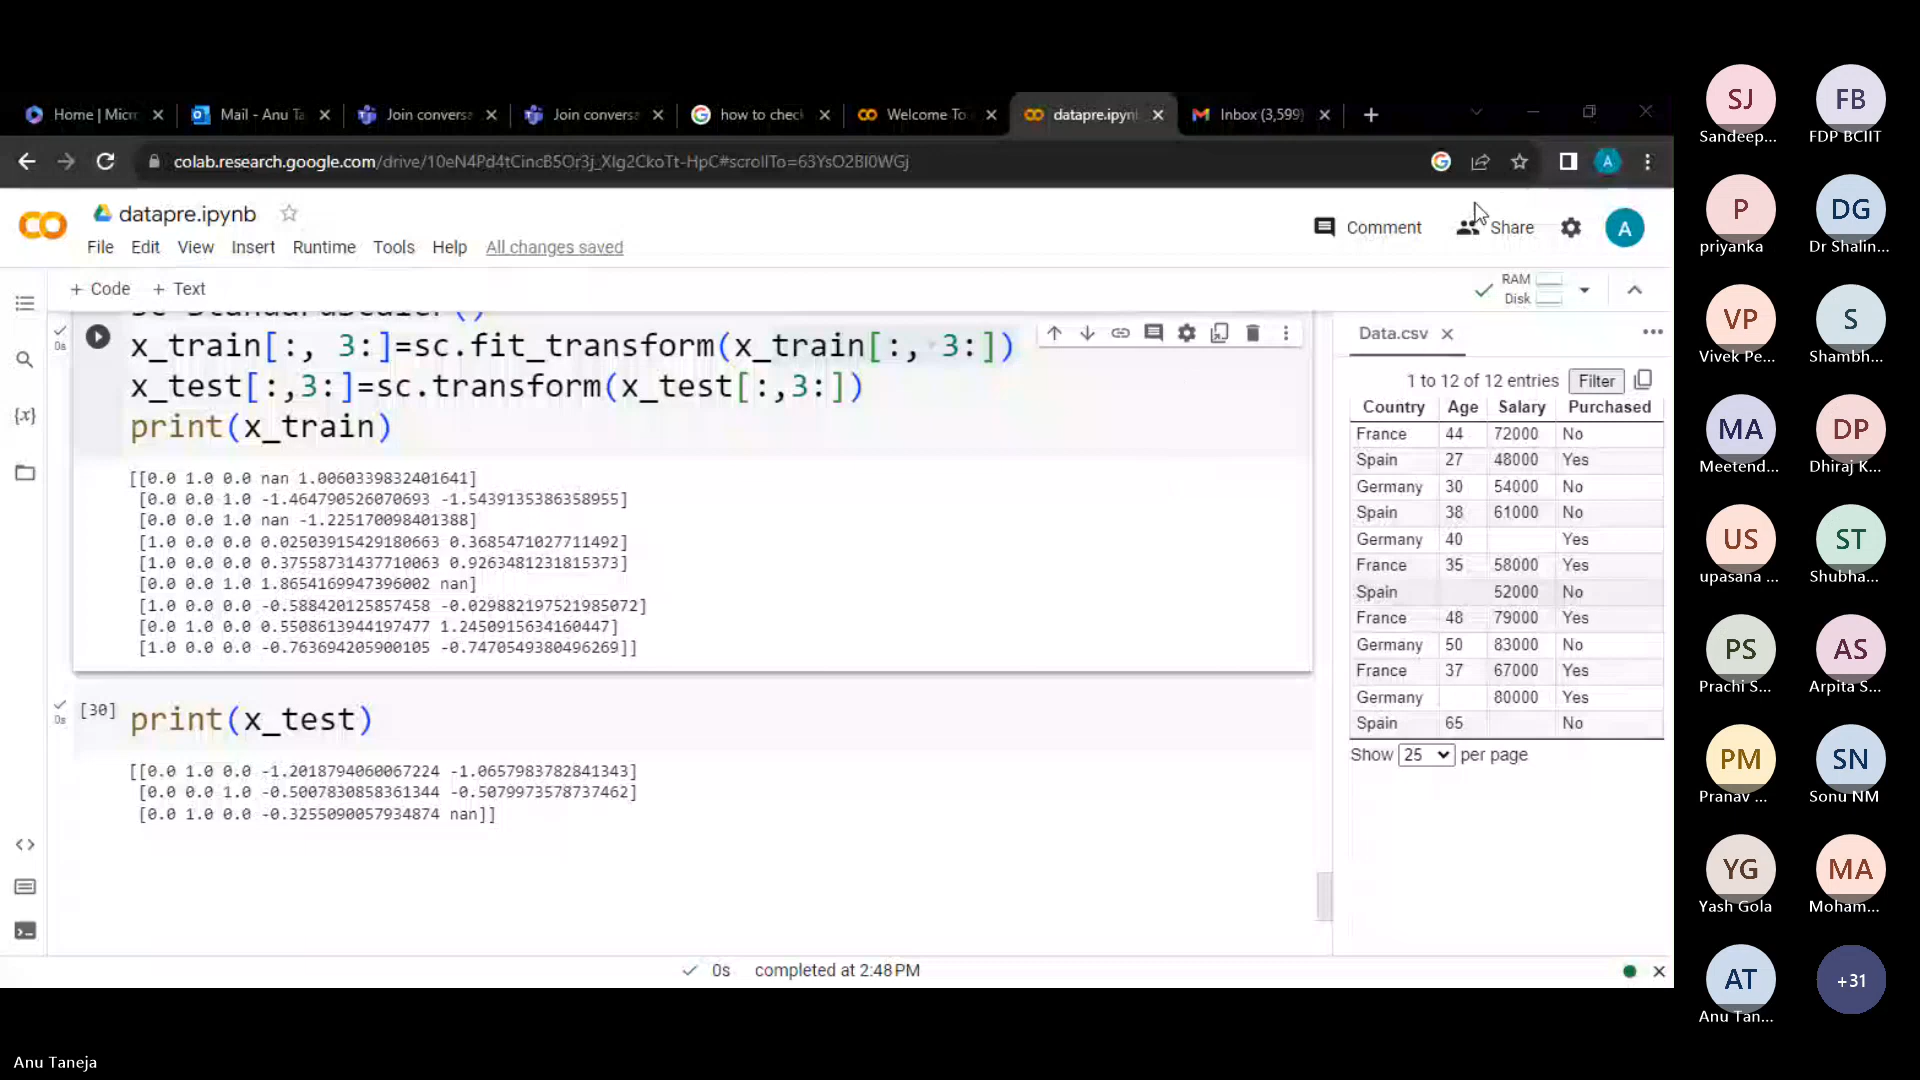 Home | Micro
Mail - Anu Ta
Join conversa
Join conversa
how to check
Welcome To
datapre.ipynb
Inbox (3,599)
colab.research.google.com/drive/10eN4Pd4tCincB5Or3j_XIg2CkoTt-HpC#scrollTo=63YsO2BI0WGj
datapre.ipynb
Comment
Share
A
File Edit View Insert Runtime Tools Help All changes saved
+ Code + Text
RAM
Disk
x_train[:, 3:]=sc.fit_transform(x_train[:, 3:])
x_test[:,3:]=sc.transform(x_test[:,3:])
print(x_train)
0s
[[0.0 1.0 0.0 nan 1.0060339832401641]
[0.0 0.0 1.0 -1.464790526070693 -1.5439135386358955]
[0.0 0.0 1.0 nan -1.225170098401388]
[1.0 0.0 0.0 0.02503915429180663 0.3685471027711492]
[1.0 0.0 0.0 0.37558731437710063 0.9263481231815373]
[0.0 0.0 1.0 1.8654169947396002 nan]
[1.0 0.0 0.0 -0.588420125857458 -0.029882197521985072]
[0.0 1.0 0.0 0.5508613944197477 1.2450915634160447]
[1.0 0.0 0.0 -0.763694205900105 -0.7470549380496269]]
0s
[30] print(x_test)
[[0.0 1.0 0.0 -1.2018794060067224 -1.0657983782841343]
[0.0 0.0 1.0 -0.5007830858361344 -0.5079973578737462]
[0.0 1.0 0.0 -0.3255090057934874 nan]]
0s completed at 2:48 PM
Data.csv
1 to 12 of 12 entries Filter
Country Age Salary Purchased
France 44 72000 No
Spain 27 48000 Yes
Germany 30 54000 No
Spain 38 61000 No
Germany 40 Yes
France 35 58000 Yes
Spain 52000 No
France 48 79000 Yes
Germany 50 83000 No
France 37 67000 Yes
Germany 80000 Yes
Spain 65 No
Show 25 per page
SJ FB
Sandeep... FDP BCIIT
P DG
priyanka Dr Shalin...
VP S
Vivek Pe... Shambh...
MA DP
Meetend... Dhiraj K...
US ST
upasana ... Shubha...
PS AS
Prachi S... Arpita S...
PM SN
Pranav ... Sonu NM
YG MA
Yash Gola Moham...
AT +31
Anu Tan...
Anu Taneja